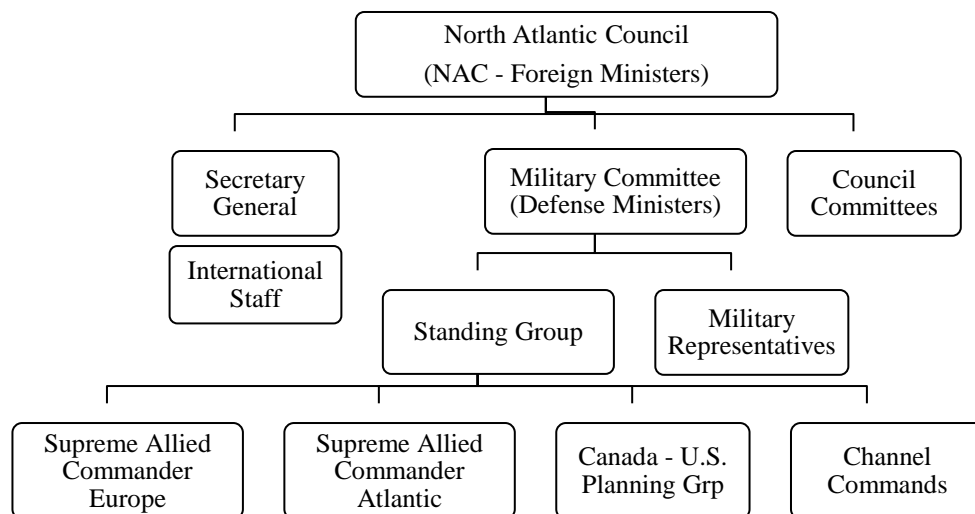 North Atlantic Council
(NAC - Foreign Ministers)
Secretary
General
Military Committee
(Defense Ministers)
Council
Committees
International
Staff
Standing Group
Military
Representatives
Supreme Allied
Commander
Europe
Supreme Allied
Commander
Atlantic
Canada - U.S.
Planning Grp
Channel
Commands